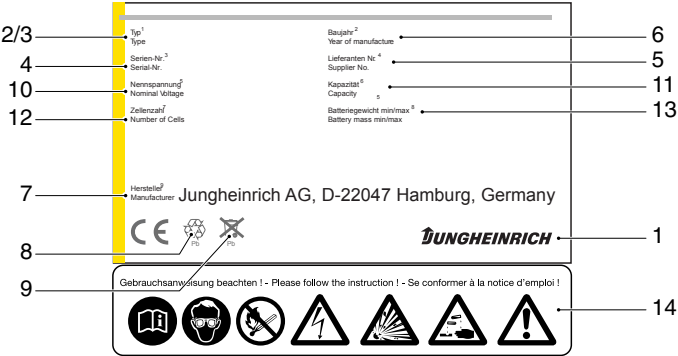 2/3 Typ1 Baujahr2 6
Type Year of manufacture
4 Serien-Nr.3 Lieferanten Nr.4 5
Serial-Nr. Supplier No.
10 Nennspannung5 Kapazität6 11
Nominal Voltage Capacity 5
12 Zellenzahl7 Batteriegewicht min/max8 13
Number of Cells Battery mass min/max
7 Hersteller9
Manufacturer Jungheinrich AG, D-22047 Hamburg, Germany
CE JUNGHEINRICH 1
8 Pb Pb
9
Gebrauchsanweisung beachten ! - Please follow the instruction ! - Se conformer à la notice d'emploi !
14